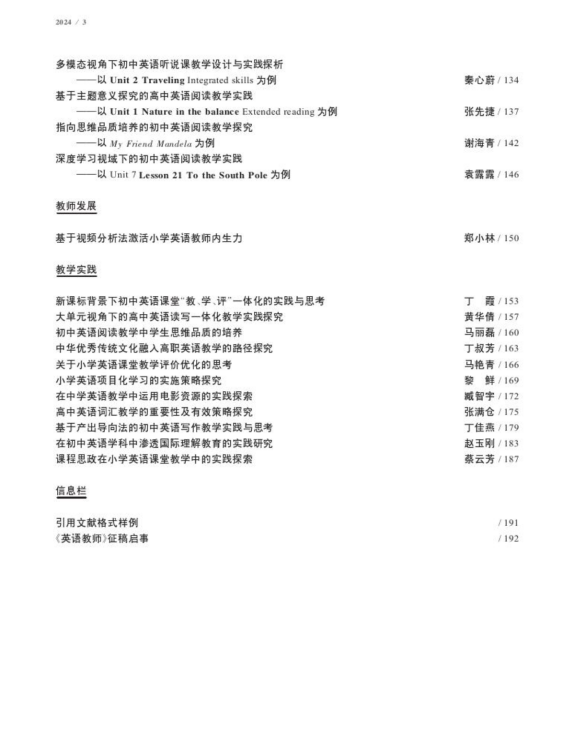 2024 / 3
多模态视角下初中英语听说课教学设计与实践探析
——以 Unit 2 Traveling Integrated skills 为例 秦心蔚 / 134
基于主题意义探究的高中英语阅读教学实践
——以 Unit 1 Nature in the balance Extended reading 为例 张先捷 / 137
指向思维品质培养的初中英语阅读教学探究
——以 My Friend Mandela 为例 谢海青 / 142
深度学习视域下的初中英语阅读教学实践
——以 Unit 7 Lesson 21 To the South Pole 为例 袁露露 / 146
教师发展
基于视频分析法激活小学英语教师内生力 郑小林 / 150
教学实践
新课标背景下初中英语课堂“教、学、评”一体化的实践与思考 丁 霞 / 153
大单元视角下的高中英语读写一体化教学实践探究 黄华倩 / 157
初中英语阅读教学中学生思维品质的培养 马丽磊 / 160
中华优秀传统文化融入高职英语教学的路径探究 丁叔芳 / 163
关于小学英语课堂教学评价优化的思考 马艳青 / 166
小学英语项目化学习的实施策略探究 黎 鲜 / 169
在中学英语教学中运用电影资源的实践探索 臧智宇 / 172
高中英语词汇教学的重要性及有效策略探究 张满仓 / 175
基于产出导向法的初中英语写作教学实践与思考 丁佳燕 / 179
在初中英语学科中渗透国际理解教育的实践研究 赵玉刚 / 183
课程思政在小学英语课堂教学中的实践探索 蔡云芳 / 187
信息栏
引用文献格式样例 / 191
《英语教师》征稿启事 / 192